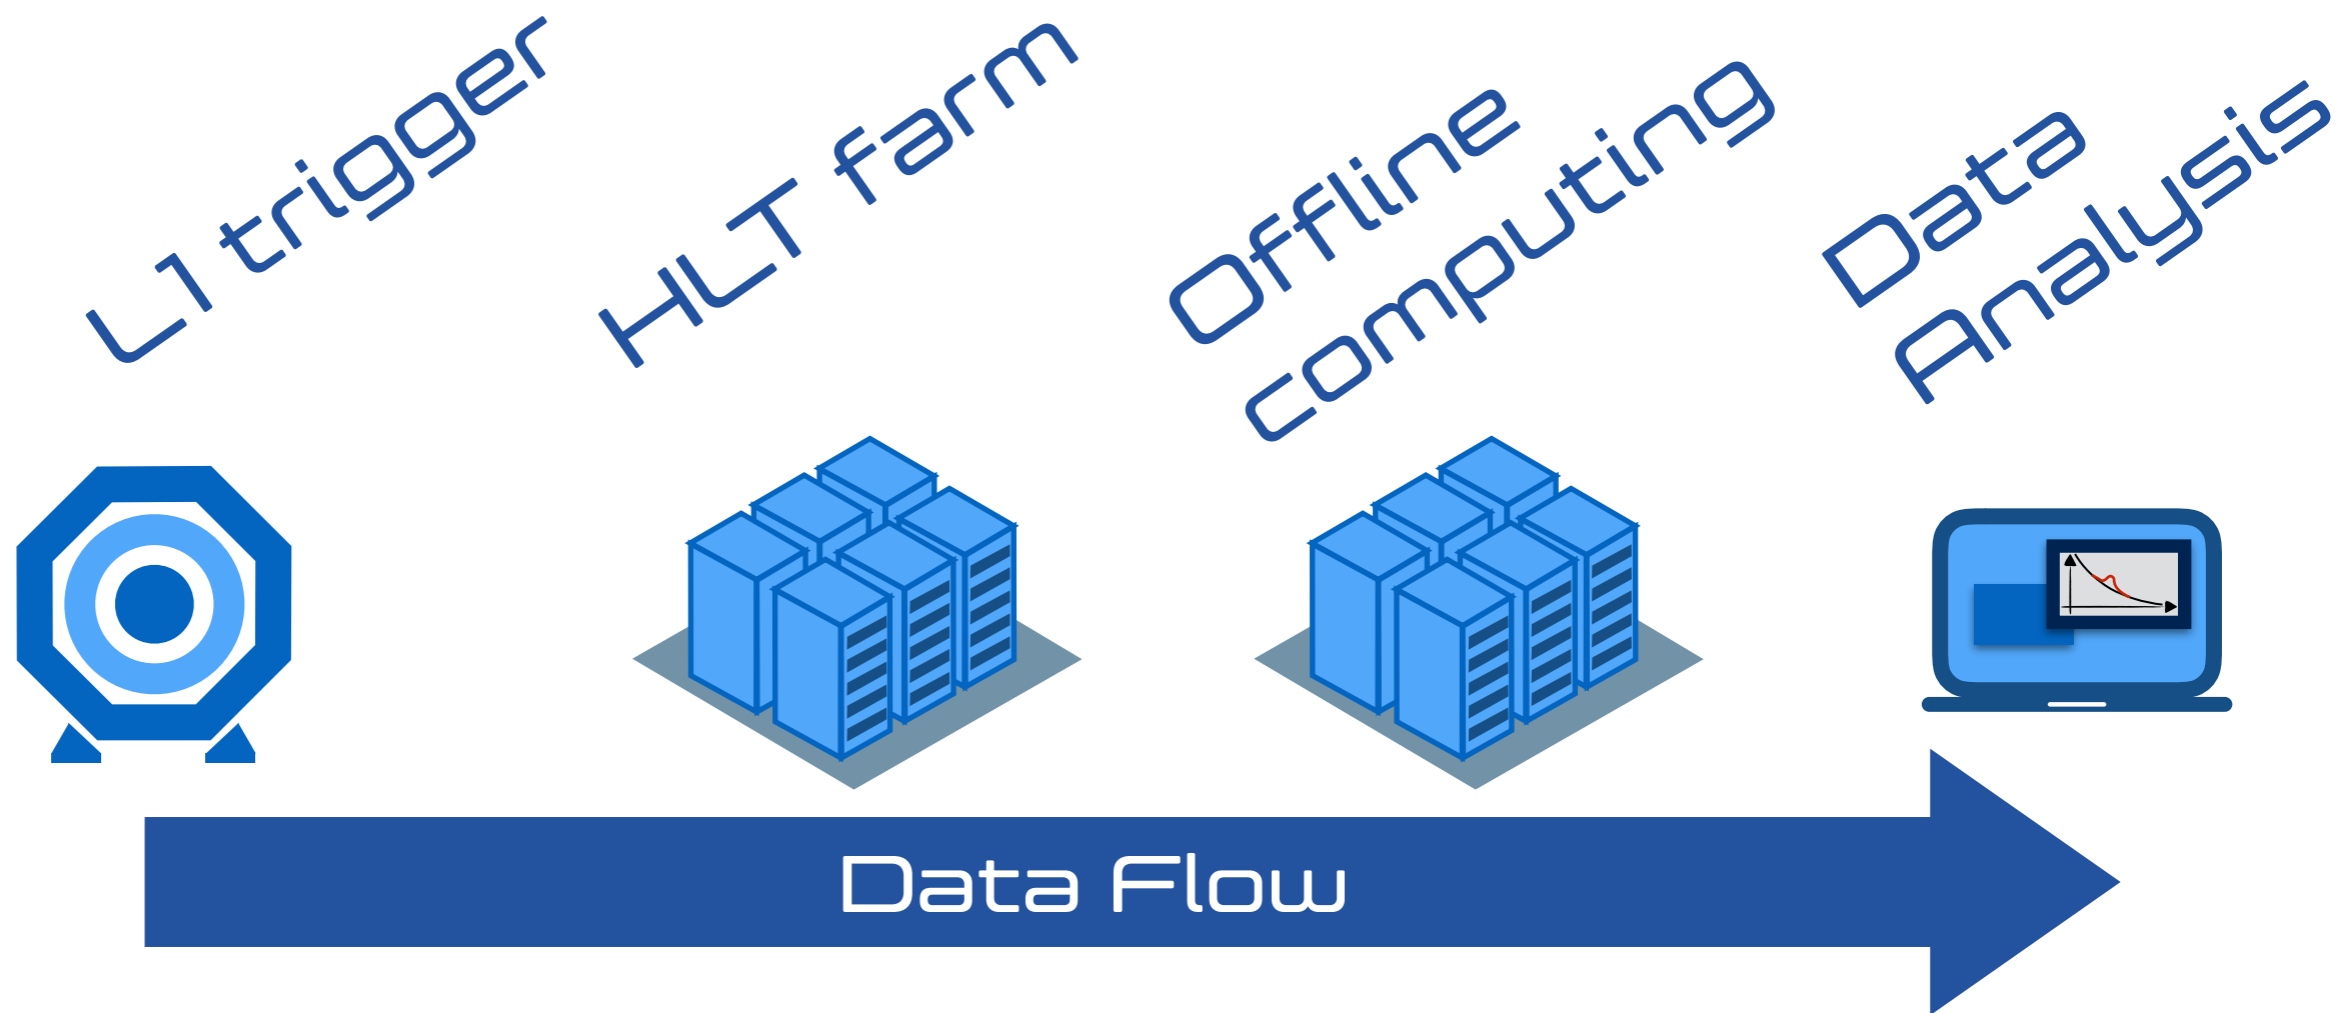 L1 trigger
HLT farm
Offline
computing
Data
Analysis
Data Flow